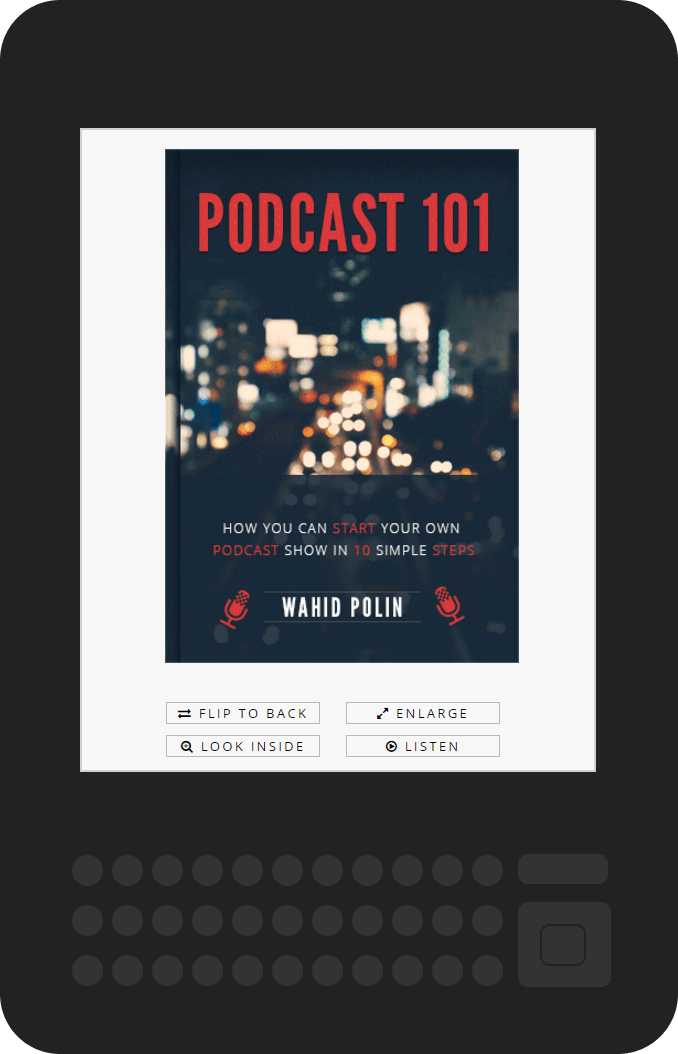 PODCAST 101
HOW YOU CAN START YOUR OWN
PODCAST SHOW IN 10 SIMPLE STEPS
WAHID POLIN
FLIP TO BACK
ENLARGE
LOOK INSIDE
LISTEN